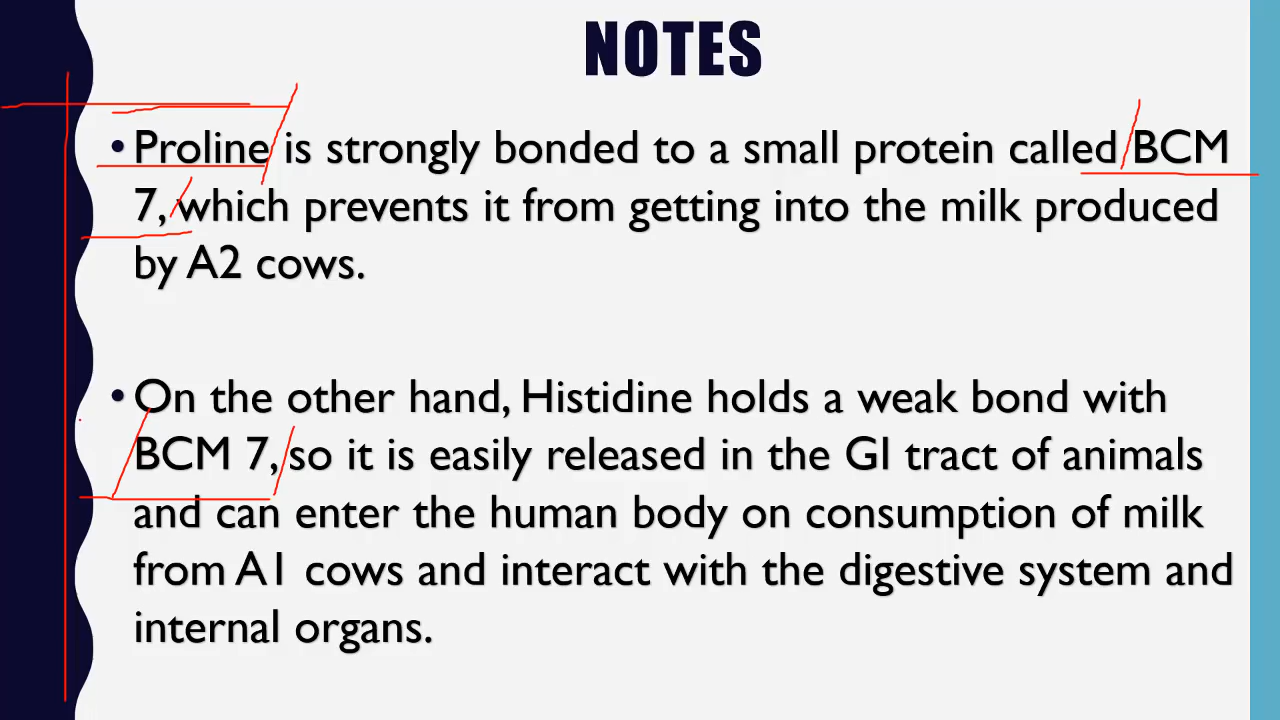 NOTES
•Proline is strongly bonded to a small protein called BCM
7, which prevents it from getting into the milk produced
by A2 cows.
•On the other hand, Histidine holds a weak bond with
BCM 7, so it is easily released in the GI tract of animals
and can enter the human body on consumption of milk
from A1 cows and interact with the digestive system and
internal organs.